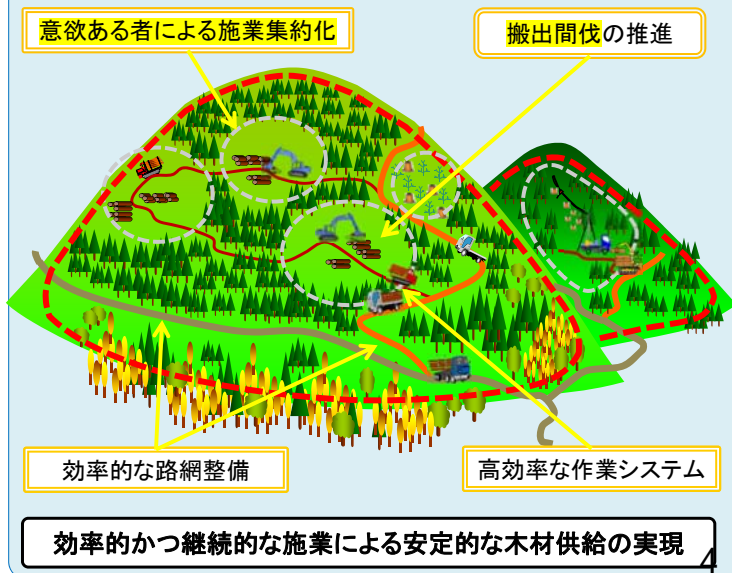 意欲ある者による施業集約化
搬出間伐の推進
効率的な路網整備
高効率な作業システム
効率的かつ継続的な施業による安定的な木材供給の実現
4